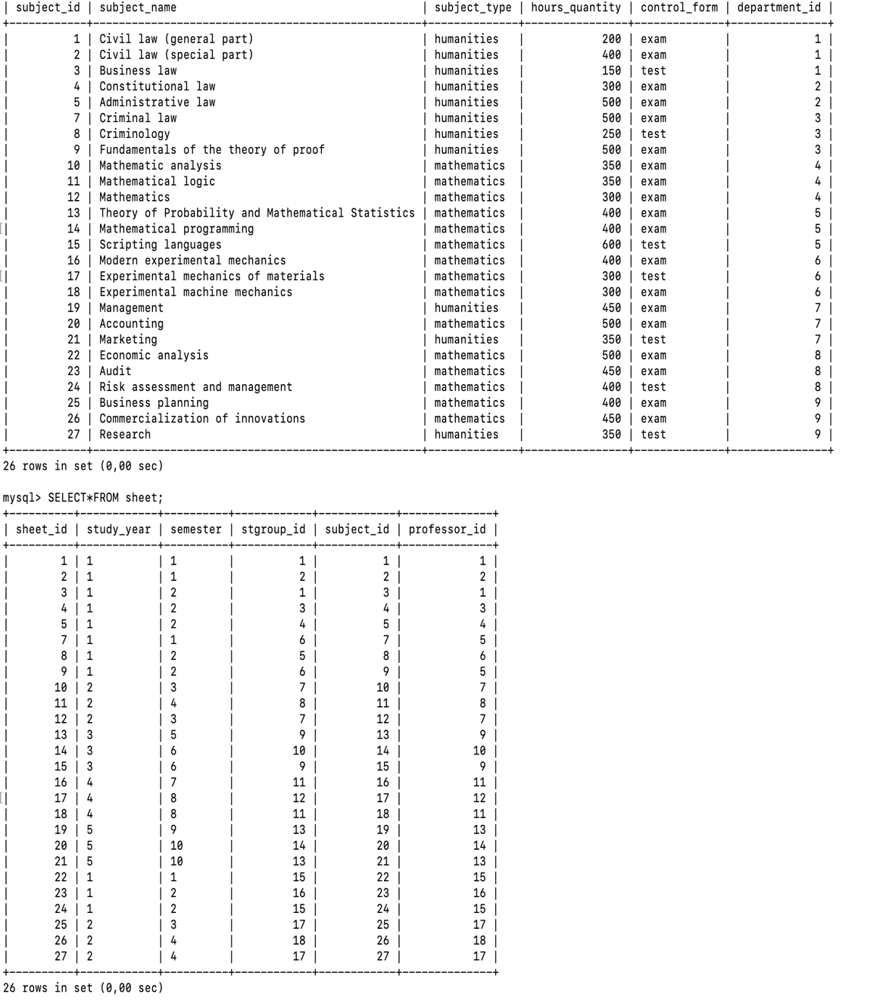 | subject_id | subject_name | subject_type | hours_quantity | control_form | department_id |
| 1 | Civil law (general part) | humanities | 200 | exam | 1 |
| 2 | Civil law (special part) | humanities | 400 | exam | 1 |
| 3 | Business law | humanities | 150 | test | 1 |
| 4 | Constitutional law | humanities | 300 | exam | 2 |
| 5 | Administrative law | humanities | 500 | exam | 2 |
| 7 | Criminal law | humanities | 500 | exam | 3 |
| 8 | Criminology | humanities | 250 | test | 3 |
| 9 | Fundamentals of the theory of proof | humanities | 500 | exam | 3 |
| 10 | Mathematic analysis | mathematics | 350 | exam | 4 |
| 11 | Mathematical logic | mathematics | 350 | exam | 4 |
| 12 | Mathematics | mathematics | 300 | exam | 4 |
| 13 | Theory of Probability and Mathematical Statistics | mathematics | 400 | exam | 5 |
| 14 | Mathematical programming | mathematics | 400 | exam | 5 |
| 15 | Scripting languages | mathematics | 600 | test | 5 |
| 16 | Modern experimental mechanics | mathematics | 400 | exam | 6 |
| 17 | Experimental mechanics of materials | mathematics | 300 | test | 6 |
| 18 | Experimental machine mechanics | mathematics | 300 | exam | 6 |
| 19 | Management | humanities | 450 | exam | 7 |
| 20 | Accounting | mathematics | 500 | exam | 7 |
| 21 | Marketing | humanities | 350 | test | 7 |
| 22 | Economic analysis | mathematics | 500 | exam | 8 |
| 23 | Audit | mathematics | 450 | exam | 8 |
| 24 | Risk assessment and management | mathematics | 400 | test | 8 |
| 25 | Business planning | mathematics | 400 | exam | 9 |
| 26 | Commercialization of innovations | mathematics | 450 | exam | 9 |
| 27 | Research | humanities | 350 | test | 9 |
26 rows in set (0,00 sec)
mysql> SELECT*FROM sheet;
| sheet_id | study_year | semester | stgroup_id | subject_id | professor_id |
| 1 | 1 | 1 | 1 | 1 | 1 |
| 2 | 1 | 1 | 2 | 2 | 2 |
| 3 | 1 | 2 | 1 | 3 | 1 |
| 4 | 1 | 2 | 3 | 4 | 3 |
| 5 | 1 | 2 | 4 | 5 | 4 |
| 7 | 1 | 1 | 6 | 7 | 5 |
| 8 | 1 | 2 | 5 | 8 | 6 |
| 9 | 1 | 2 | 6 | 9 | 5 |
| 10 | 2 | 3 | 7 | 10 | 7 |
| 11 | 2 | 4 | 8 | 11 | 8 |
| 12 | 2 | 3 | 7 | 12 | 7 |
| 13 | 3 | 5 | 9 | 13 | 9 |
| 14 | 3 | 6 | 10 | 14 | 10 |
| 15 | 3 | 6 | 9 | 15 | 9 |
| 16 | 4 | 7 | 11 | 16 | 11 |
| 17 | 4 | 8 | 12 | 17 | 12 |
| 18 | 4 | 8 | 11 | 18 | 11 |
| 19 | 5 | 9 | 13 | 19 | 13 |
| 20 | 5 | 10 | 14 | 20 | 14 |
| 21 | 5 | 10 | 13 | 21 | 13 |
| 22 | 1 | 1 | 15 | 22 | 15 |
| 23 | 1 | 2 | 16 | 23 | 16 |
| 24 | 1 | 2 | 15 | 24 | 15 |
| 25 | 2 | 3 | 17 | 25 | 17 |
| 26 | 2 | 4 | 18 | 26 | 18 |
| 27 | 2 | 4 | 17 | 27 | 17 |
26 rows in set (0,00 sec)